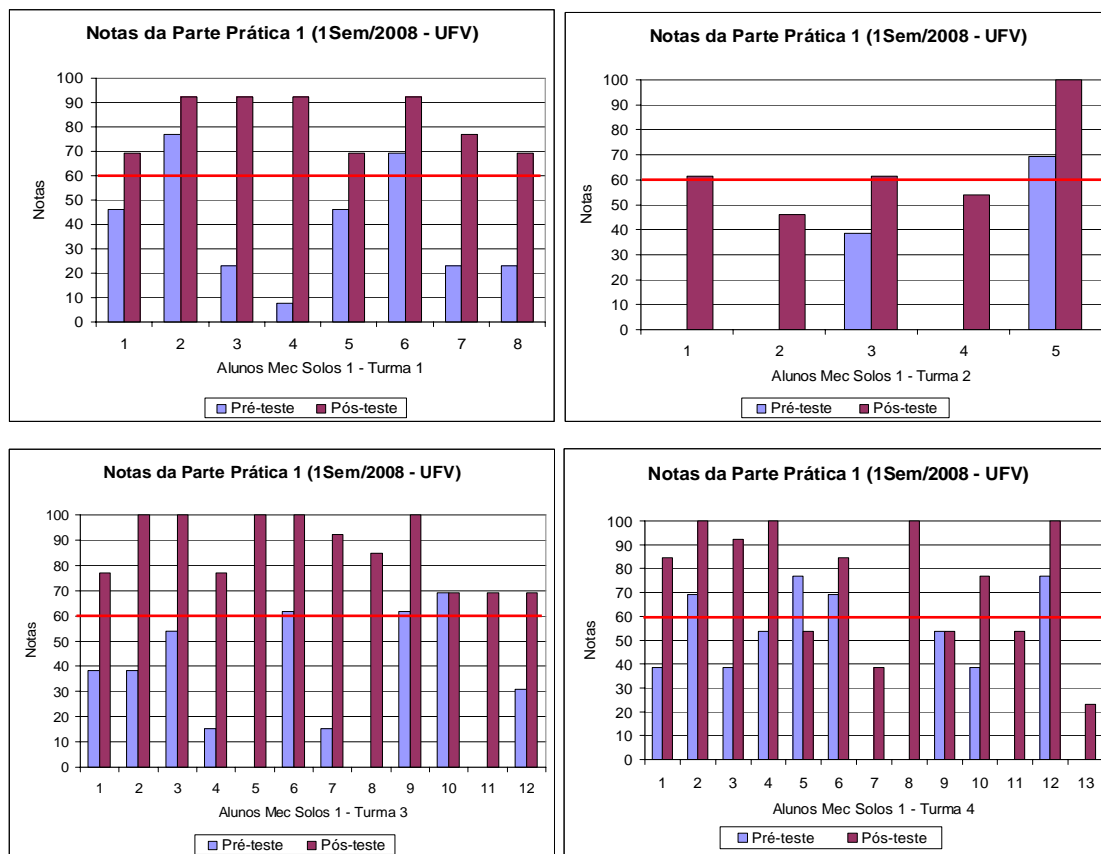 Notas da Parte Prática 1 (1Sem/2008 - UFV)
100
90
80
70
60
50
40
30
20
10
0
Notas
1 2 3 4 5 6 7 8
Alunos Mec Solos 1 - Turma 1
Pré-teste Pós-teste
Notas da Parte Prática 1 (1Sem/2008 - UFV)
100
90
80
70
60
50
40
30
20
10
0
Notas
1 2 3 4 5
Alunos Mec Solos 1 - Turma 2
Pré-teste Pós-teste
Notas da Parte Prática 1 (1Sem/2008 - UFV)
100
90
80
70
60
50
40
30
20
10
0
Notas
1 2 3 4 5 6 7 8 9 10 11 12
Alunos Mec Solos 1 - Turma 3
Pré-teste Pós-teste
Notas da Parte Prática 1 (1Sem/2008 - UFV)
100
90
80
70
60
50
40
30
20
10
0
Notas
1 2 3 4 5 6 7 8 9 10 11 12 13
Alunos Mec Solos 1 - Turma 4
Pré-teste Pós-teste